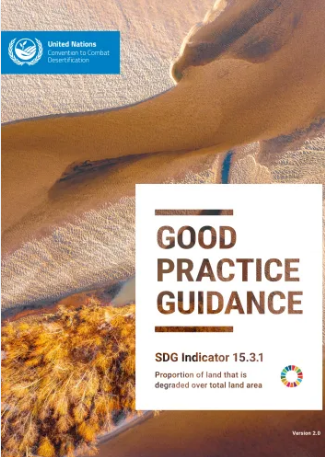 United Nations
Convention to Combat
Desertification
GOOD
PRACTICE
GUIDANCE
SDG Indicator 15.3.1
Proportion of land that is
degraded over total land area
Version 2.0